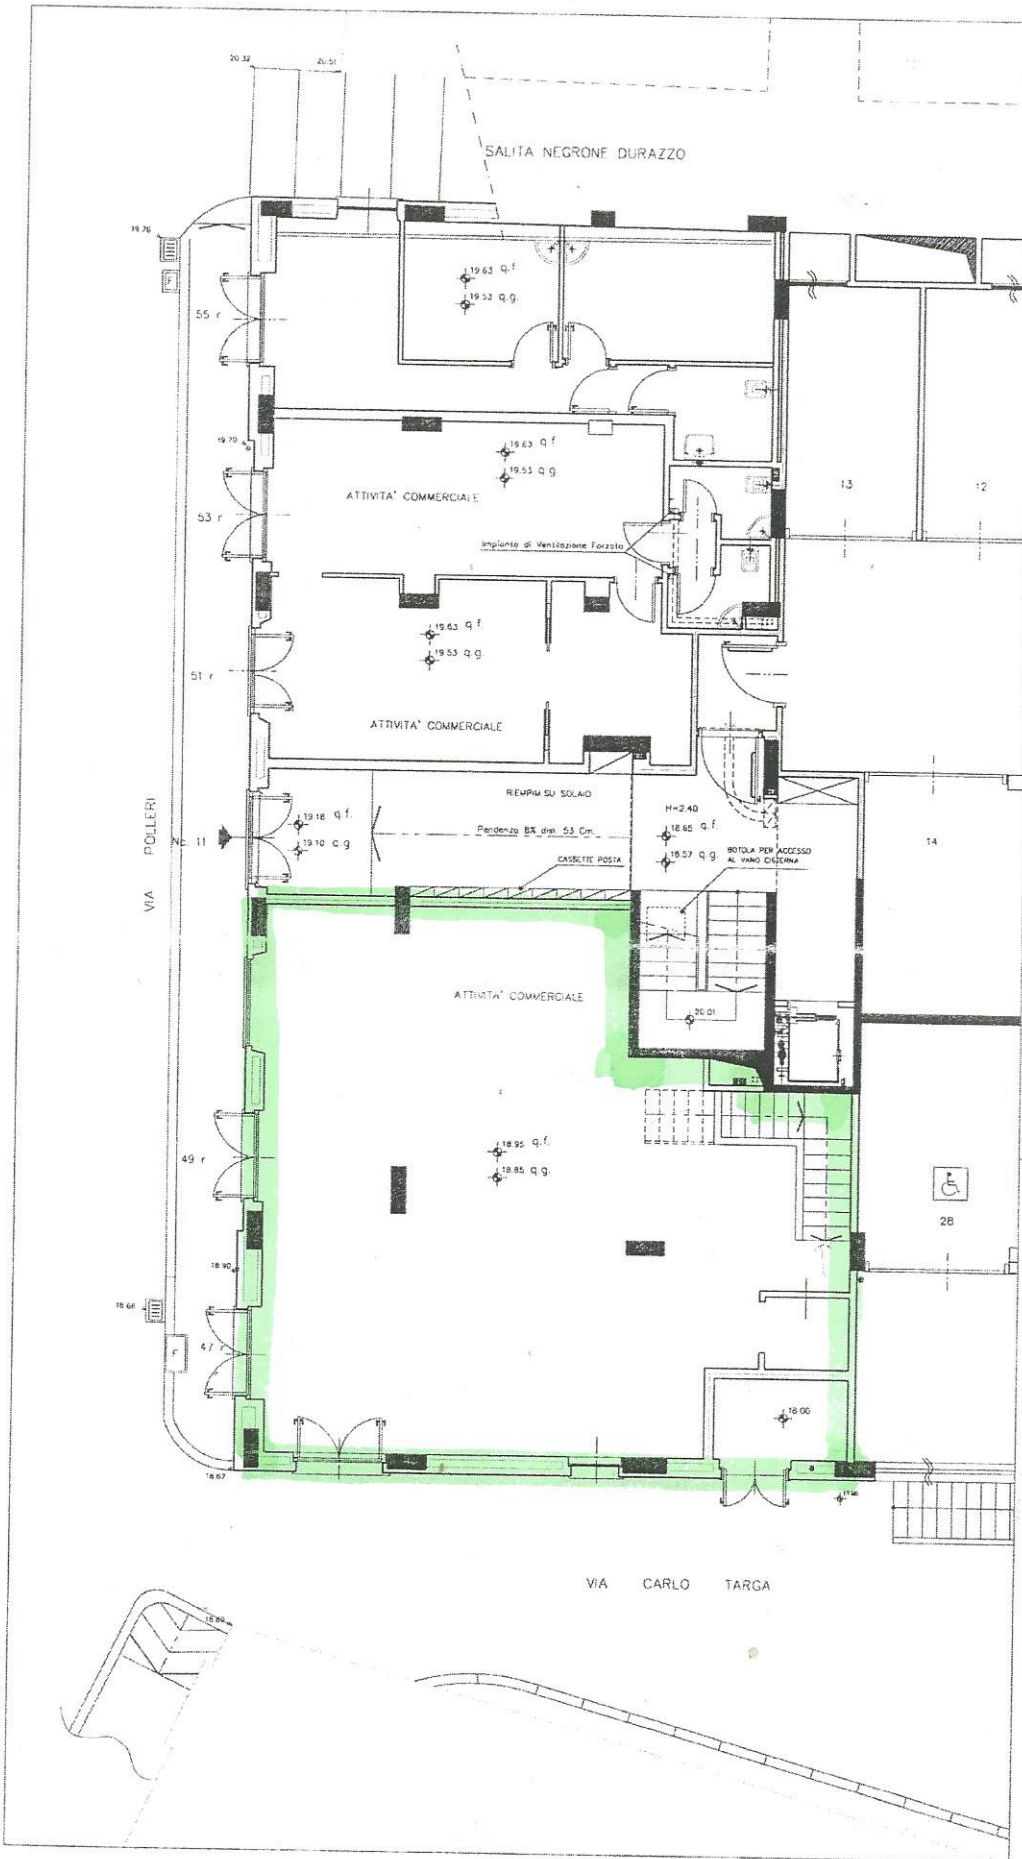 20.32
20.51
SALITA NEGRONE DURAZZO
19.76
F
55 r
19.63 q.f.
19.53 q.g.
19.70
19.63 q.f.
19.53 q.g.
ATTIVITA' COMMERCIALE
53 r
13
12
Impianto di Ventilazione Forzata
19.63 q.f.
19.53 q.g.
51 r
ATTIVITA' COMMERCIALE
RIEMPIM SU SOLAIO
H=2.40
19.18 q.f.
Pendenza 8% disl. 53 Cm.
18.65 q.f.
VIA POLLERI
No. 11
19.10 q.g.
18.57 q.g.
BOTOLA PER ACCESSO
AL VANO CISTERNA
14
CASSETTE POSTA
ATTIVITA' COMMERCIALE
20.01
18.95 q.f.
18.85 q.g.
49 r
28
18.90
18.66
F
47 r
18.00
18.67
VIA CARLO TARGA